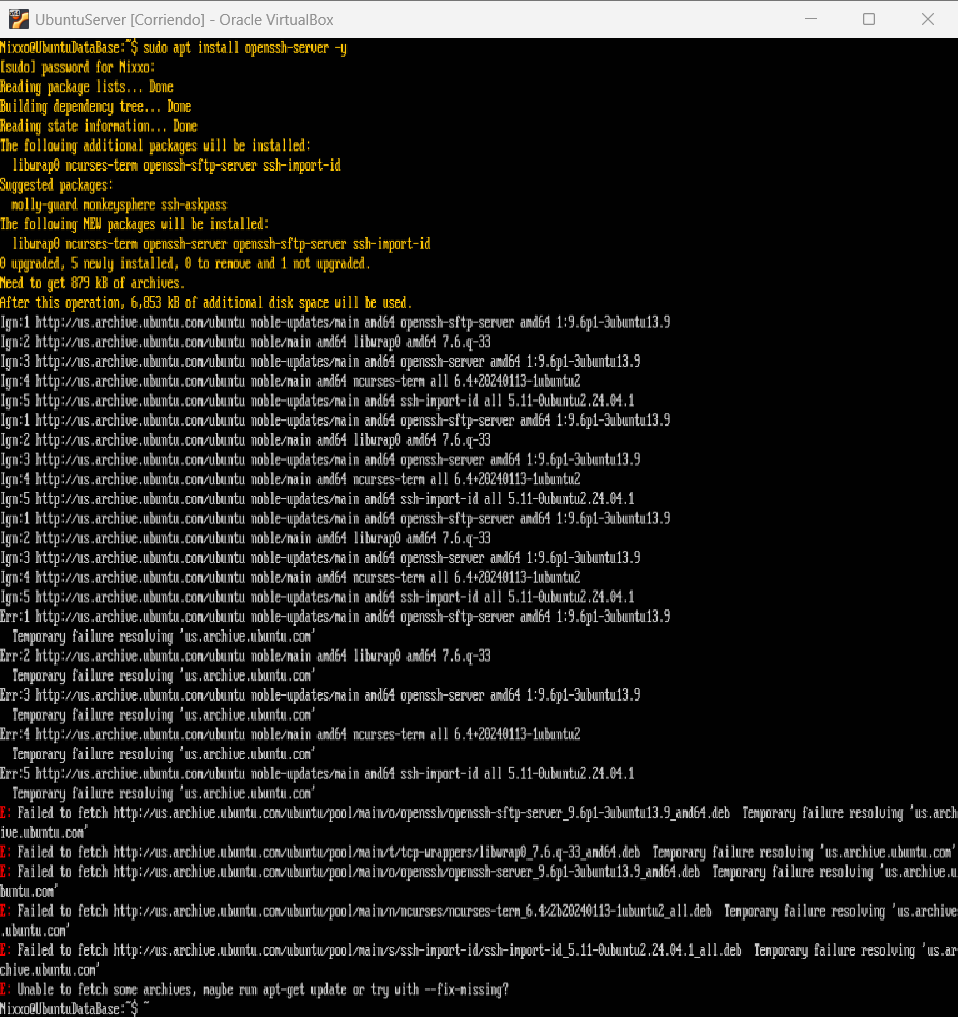 UbuntuServer [Corriendo] - Oracle VirtualBox
Nixxo@UbuntuDataBase:~$ sudo apt install openssh-server -y
[sudo] password for Nixxo:
Reading package lists... Done
Building dependency tree... Done
Reading state information... Done
The following additional packages will be installed:
  libwrap0 ncurses-term openssh-sftp-server ssh-import-id
Suggested packages:
  molly-guard monkeysphere ssh-askpass
The following NEW packages will be installed:
  libwrap0 ncurses-term openssh-server openssh-sftp-server ssh-import-id
0 upgraded, 5 newly installed, 0 to remove and 1 not upgraded.
Need to get 879 kB of archives.
After this operation, 6,853 kB of additional disk space will be used.
Ign:1 http://us.archive.ubuntu.com/ubuntu noble-updates/main amd64 openssh-sftp-server amd64 1:9.6p1-3ubuntu13.9
Ign:2 http://us.archive.ubuntu.com/ubuntu noble/main amd64 libwrap0 amd64 7.6.q-33
Ign:3 http://us.archive.ubuntu.com/ubuntu noble-updates/main amd64 openssh-server amd64 1:9.6p1-3ubuntu13.9
Ign:4 http://us.archive.ubuntu.com/ubuntu noble/main amd64 ncurses-term all 6.4+20240113-1ubuntu2
Ign:5 http://us.archive.ubuntu.com/ubuntu noble-updates/main amd64 ssh-import-id all 5.11-0ubuntu2.24.04.1
Ign:1 http://us.archive.ubuntu.com/ubuntu noble-updates/main amd64 openssh-sftp-server amd64 1:9.6p1-3ubuntu13.9
Ign:2 http://us.archive.ubuntu.com/ubuntu noble/main amd64 libwrap0 amd64 7.6.q-33
Ign:3 http://us.archive.ubuntu.com/ubuntu noble-updates/main amd64 openssh-server amd64 1:9.6p1-3ubuntu13.9
Ign:4 http://us.archive.ubuntu.com/ubuntu noble/main amd64 ncurses-term all 6.4+20240113-1ubuntu2
Ign:5 http://us.archive.ubuntu.com/ubuntu noble-updates/main amd64 ssh-import-id all 5.11-0ubuntu2.24.04.1
Ign:1 http://us.archive.ubuntu.com/ubuntu noble-updates/main amd64 openssh-sftp-server amd64 1:9.6p1-3ubuntu13.9
Ign:2 http://us.archive.ubuntu.com/ubuntu noble/main amd64 libwrap0 amd64 7.6.q-33
Ign:3 http://us.archive.ubuntu.com/ubuntu noble-updates/main amd64 openssh-server amd64 1:9.6p1-3ubuntu13.9
Ign:4 http://us.archive.ubuntu.com/ubuntu noble/main amd64 ncurses-term all 6.4+20240113-1ubuntu2
Ign:5 http://us.archive.ubuntu.com/ubuntu noble-updates/main amd64 ssh-import-id all 5.11-0ubuntu2.24.04.1
Err:1 http://us.archive.ubuntu.com/ubuntu noble-updates/main amd64 openssh-sftp-server amd64 1:9.6p1-3ubuntu13.9
  Temporary failure resolving 'us.archive.ubuntu.com'
Err:2 http://us.archive.ubuntu.com/ubuntu noble/main amd64 libwrap0 amd64 7.6.q-33
  Temporary failure resolving 'us.archive.ubuntu.com'
Err:3 http://us.archive.ubuntu.com/ubuntu noble-updates/main amd64 openssh-server amd64 1:9.6p1-3ubuntu13.9
  Temporary failure resolving 'us.archive.ubuntu.com'
Err:4 http://us.archive.ubuntu.com/ubuntu noble/main amd64 ncurses-term all 6.4+20240113-1ubuntu2
  Temporary failure resolving 'us.archive.ubuntu.com'
Err:5 http://us.archive.ubuntu.com/ubuntu noble-updates/main amd64 ssh-import-id all 5.11-0ubuntu2.24.04.1
  Temporary failure resolving 'us.archive.ubuntu.com'
E: Failed to fetch http://us.archive.ubuntu.com/ubuntu/pool/main/o/openssh/openssh-sftp-server_9.6p1-3ubuntu13.9_amd64.deb  Temporary failure resolving 'us.arch
ive.ubuntu.com'
E: Failed to fetch http://us.archive.ubuntu.com/ubuntu/pool/main/t/tcp-wrappers/libwrap0_7.6.q-33_amd64.deb  Temporary failure resolving 'us.archive.ubuntu.com'
E: Failed to fetch http://us.archive.ubuntu.com/ubuntu/pool/main/o/openssh/openssh-server_9.6p1-3ubuntu13.9_amd64.deb  Temporary failure resolving 'us.archive.u
buntu.com'
E: Failed to fetch http://us.archive.ubuntu.com/ubuntu/pool/main/n/ncurses/ncurses-term_6.4%2b20240113-1ubuntu2_all.deb  Temporary failure resolving 'us.archive
.ubuntu.com'
E: Failed to fetch http://us.archive.ubuntu.com/ubuntu/pool/main/s/ssh-import-id/ssh-import-id_5.11-0ubuntu2.24.04.1_all.deb  Temporary failure resolving 'us.ar
chive.ubuntu.com'
E: Unable to fetch some archives, maybe run apt-get update or try with --fix-missing?
Nixxo@UbuntuDataBase:~$ ~